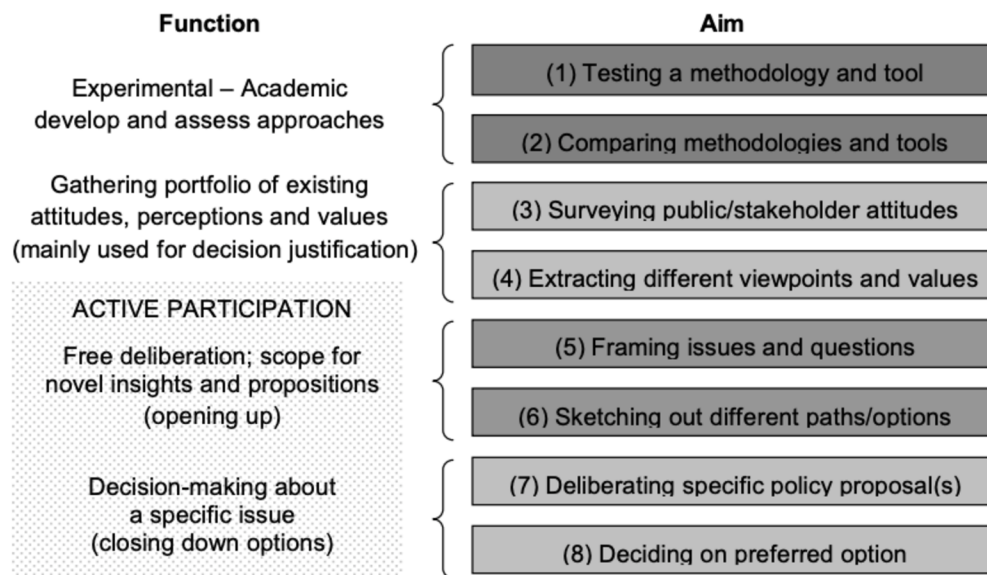 Function
Aim
Experimental – Academic
develop and assess approaches
(1) Testing a methodology and tool
(2) Comparing methodologies and tools
Gathering portfolio of existing
attitudes, perceptions and values
(mainly used for decision justification)
(3) Surveying public/stakeholder attitudes
(4) Extracting different viewpoints and values
ACTIVE PARTICIPATION
Free deliberation; scope for
novel insights and propositions
(opening up)
(5) Framing issues and questions
(6) Sketching out different paths/options
Decision-making about
a specific issue
(closing down options)
(7) Deliberating specific policy proposal(s)
(8) Deciding on preferred option